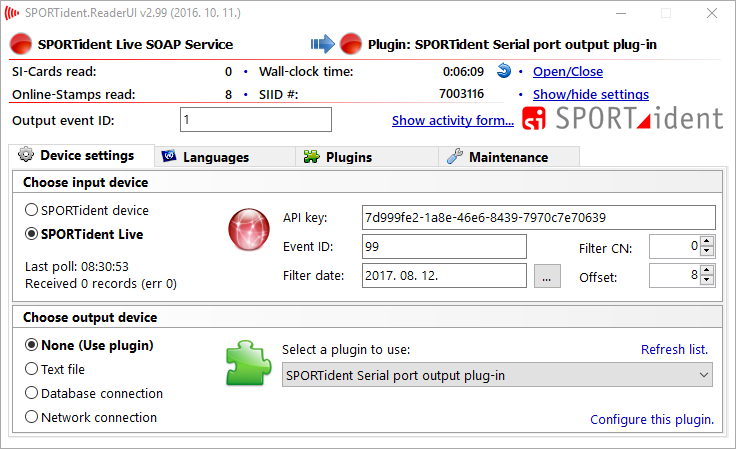 SPORTident.ReaderUI v2.99 (2016. 10. 11.)
SPORTident Live SOAP Service Plugin: SPORTident Serial port output plug-in
SI-Cards read: 0 • Wall-clock time: 0:06:09 • Open/Close
Online-Stamps read: 8 • SIID #: 7003116 • Show/hide settings
Output event ID: 1 Show activity form... si SPORTident
Device settings Languages Plugins Maintenance
Choose input device
SPORTident device
SPORTident Live
Last poll: 08:30:53
Received 0 records (err 0)
API key: 7d999fe2-1a8e-46e6-8439-7970c7e70639
Event ID: 99 Filter CN: 0
Filter date: 2017. 08. 12. ... Offset: 8
Choose output device
None (Use plugin)
Text file
Database connection
Network connection
Select a plugin to use: Refresh list.
SPORTident Serial port output plug-in
Configure this plugin.